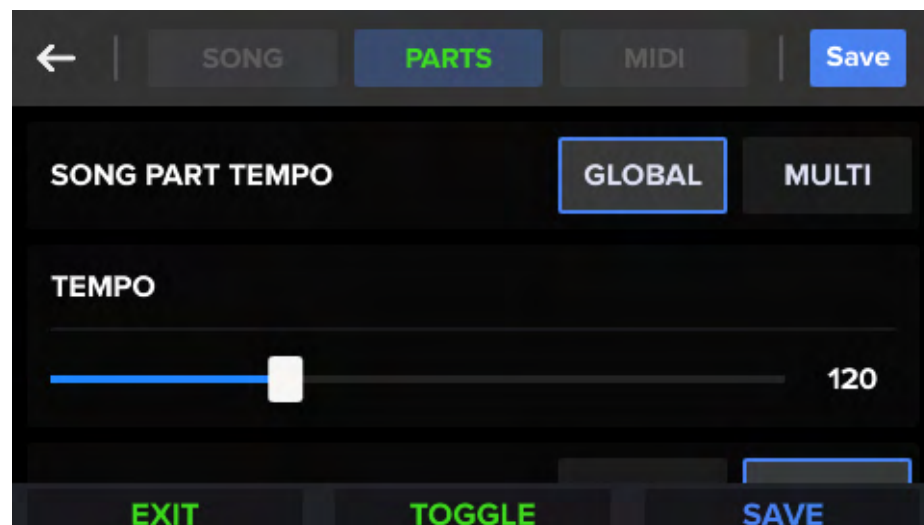 SONG PARTS MIDI Save
SONG PART TEMPO GLOBAL MULTI
TEMPO
120
EXIT TOGGLE SAVE